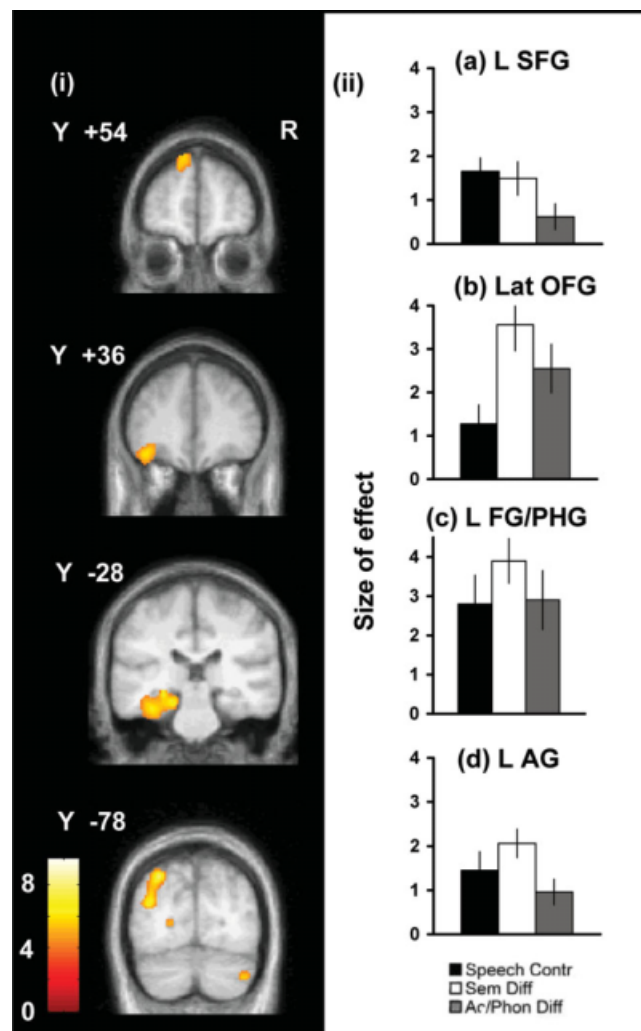 (i)
Y +54
R
Y +36
Y -28
Y -78
8
4
0
(ii)
Size of effect
(a) L SFG
4
3
2
1
0
(b) Lat OFG
4
3
2
1
0
(c) L FG/PHG
4
3
2
1
0
(d) L AG
4
3
2
1
0
Speech Contr
Sem Diff
Ac/Phon Diff